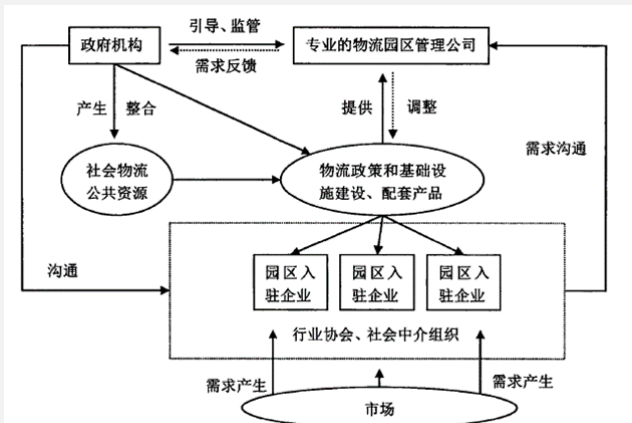 引导、监管
政府机构
专业的物流园区管理公司
需求反馈
产生 整合
提供 调整
需求沟通
社会物流
公共资源
物流政策和基础设
施建设、配套产品
沟通
园区入
驻企业
园区入
驻企业
园区入
驻企业
行业协会、社会中介组织
需求产生
需求产生
市场